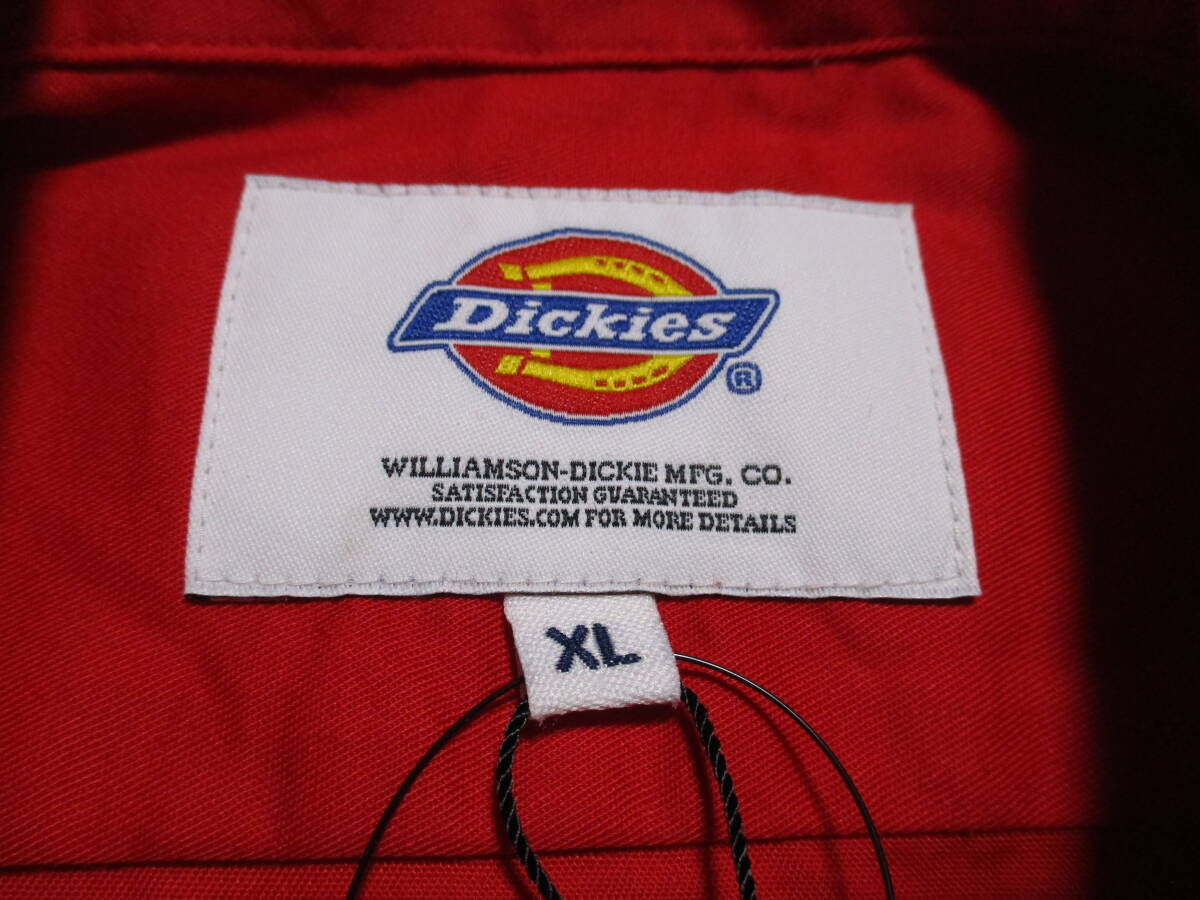 Dickies
®
WILLIAMSON-DICKIE MFG. CO.
SATISFACTION GUARANTEED
WWW.DICKIES.COM FOR MORE DETAILS
XL